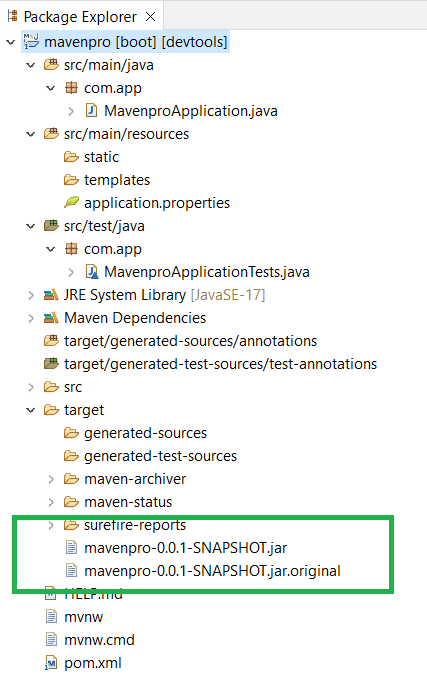 Package Explorer
mavenpro [boot] [devtools]
src/main/java
com.app
MavenproApplication.java
src/main/resources
static
templates
application.properties
src/test/java
com.app
MavenproApplicationTests.java
JRE System Library [JavaSE-17]
Maven Dependencies
target/generated-sources/annotations
target/generated-test-sources/test-annotations
src
target
generated-sources
generated-test-sources
maven-archiver
maven-status
surefire-reports
mavenpro-0.0.1-SNAPSHOT.jar
mavenpro-0.0.1-SNAPSHOT.jar.original
HELP.md
mvnw
mvnw.cmd
pom.xml